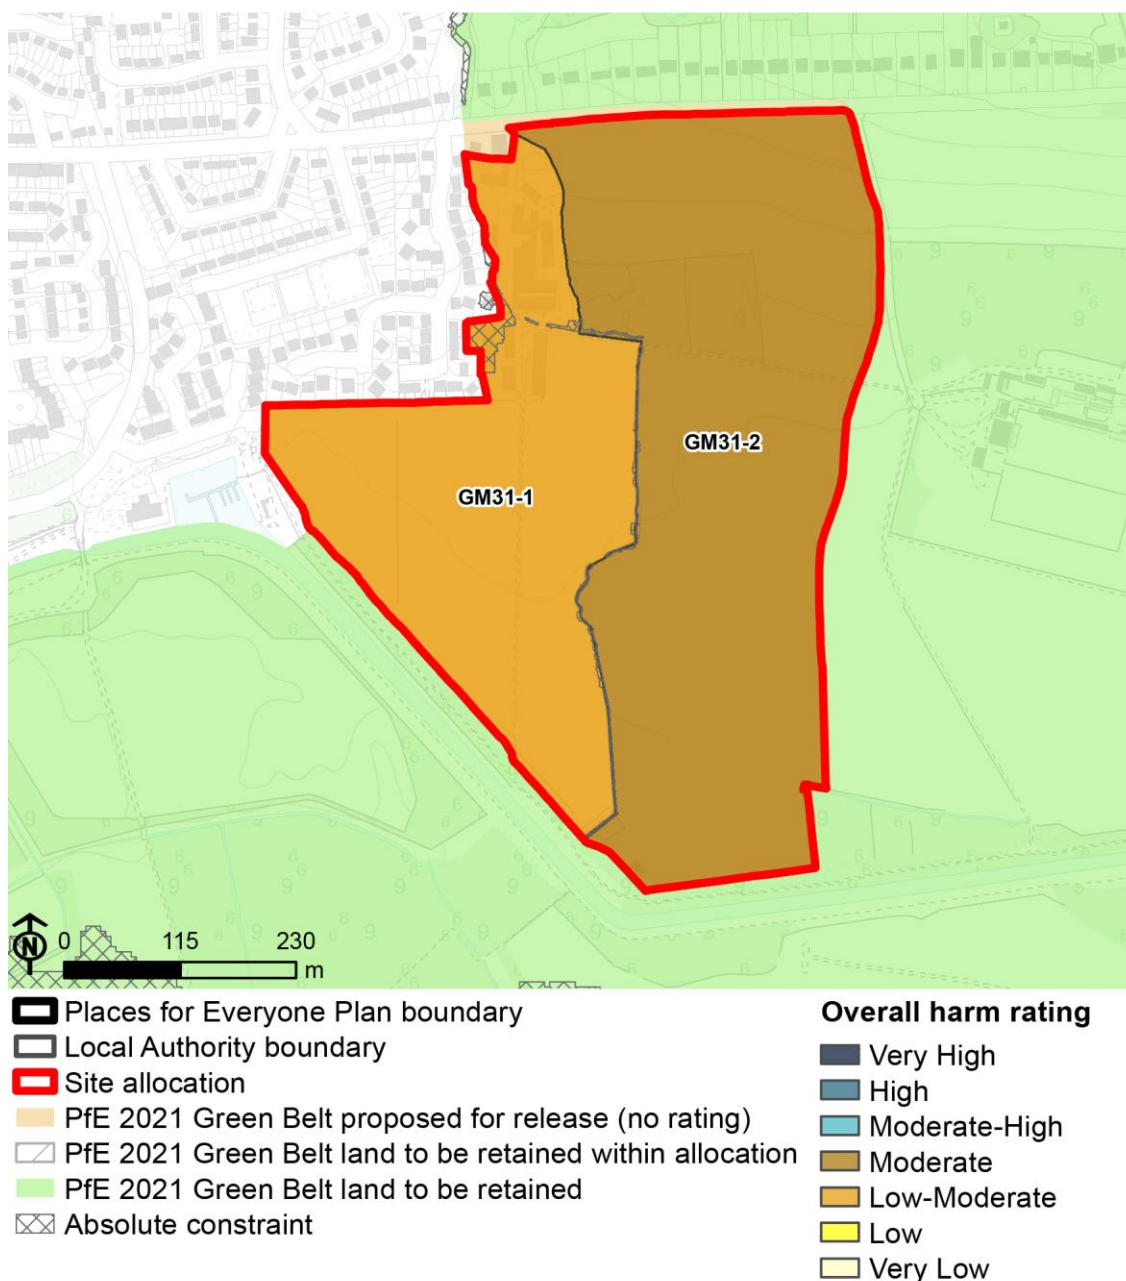 GM31-2
GM31-1
N
0 115 230
m
Places for Everyone Plan boundary
Local Authority boundary
Site allocation
PfE 2021 Green Belt proposed for release (no rating)
PfE 2021 Green Belt land to be retained within allocation
PfE 2021 Green Belt land to be retained
Absolute constraint
Overall harm rating
Very High
High
Moderate-High
Moderate
Low-Moderate
Low
Very Low